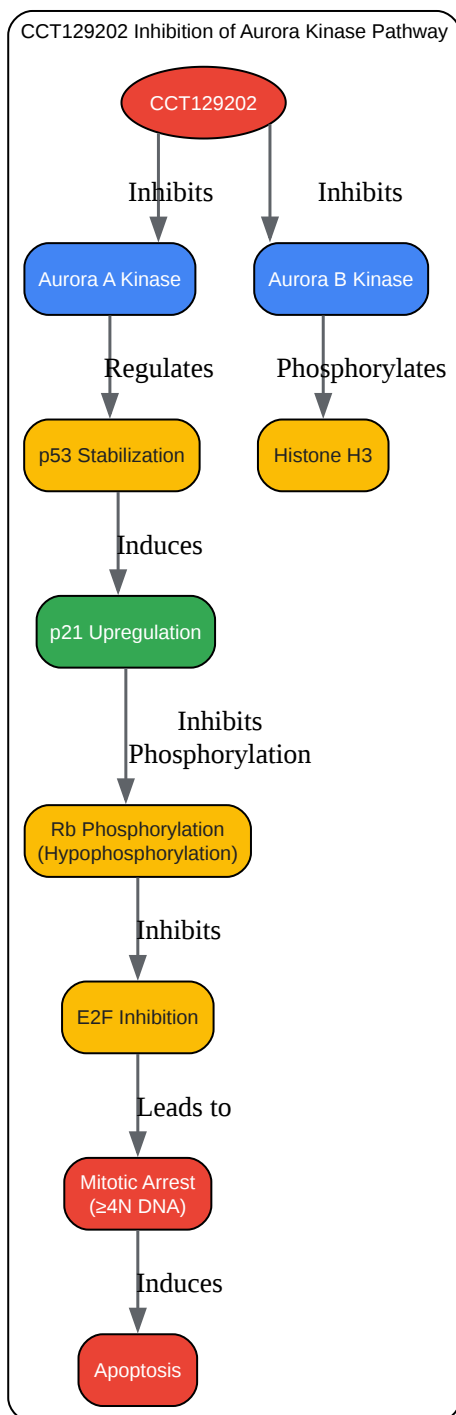 CCT129202 Inhibition of Aurora Kinase Pathway
CCT129202
Inhibits
Inhibits
Aurora A Kinase
Aurora B Kinase
Regulates
Phosphorylates
p53 Stabilization
Histone H3
Induces
p21 Upregulation
Inhibits
Phosphorylation
Rb Phosphorylation
(Hypophosphorylation)
Inhibits
E2F Inhibition
Leads to
Mitotic Arrest
(≥4N DNA)
Induces
Apoptosis